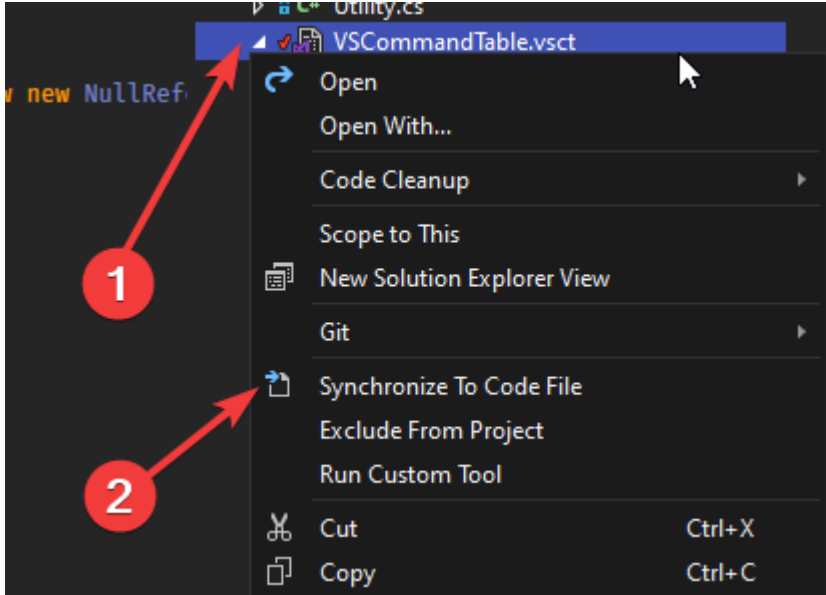 C# Utility.cs
VSCommandTable.vsct
new NullRef
Open
Open With...
Code Cleanup
Scope to This
1
New Solution Explorer View
Git
Synchronize To Code File
Exclude From Project
Run Custom Tool
2
Cut Ctrl+X
Copy Ctrl+C